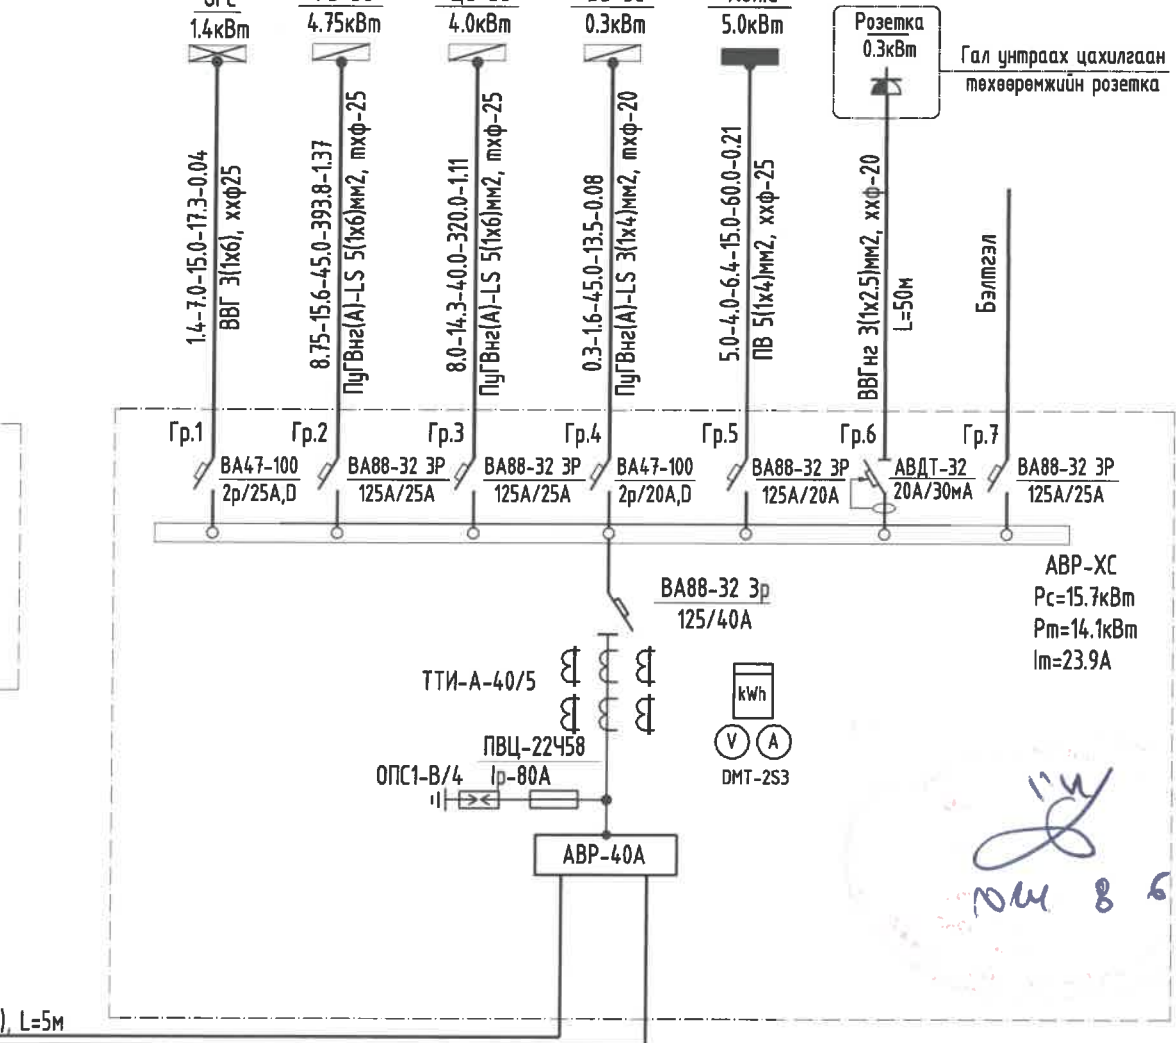 1.4кВт
4.75кВт
4.0кВт
0.3кВт
5.0кВт
Розетка
0.3кВт
Гал унтраах цахилгаан
төхөөрөмжийн розетка
1.4-7.0-15.0-17.3-0.04
ВВГ 3(1х6), ххф25
8.75-15.6-45.0-393.8-1.37
ПуГВнг(А)-LS 5(1х6)мм2, тхф-25
8.0-14.3-40.0-320.0-1.11
ПуГВнг(А)-LS 5(1х6)мм2, тхф-25
0.3-1.6-45.0-13.5-0.08
ПуГВнг(А)-LS 3(1х4)мм2, тхф-20
5.0-4.0-6.4-15.0-60.0-0.21
ПВ 5(1х4)мм2, ххф-25
ВВГнг 3(1х2.5)мм2, ххф-20
L=50м
Бэлтгэл
Гр.1
Гр.2
Гр.3
Гр.4
Гр.5
Гр.6
Гр.7
ВА47-100
2р/25А,D
ВА88-32 3Р
125А/25А
ВА88-32 3Р
125А/25А
ВА47-100
2р/20А,D
ВА88-32 3Р
125А/20А
АВДТ-32
20А/30мА
ВА88-32 3Р
125А/25А
АВР-ХС
Рс=15.7кВт
Рт=14.1кВт
Iт=23.9А
ВА88-32 3р
125/40А
ТТИ-А-40/5
kWh
V A
DMT-2S3
ПВЦ-22Ч58
Iр-80А
ОПС1-В/4
АВР-40А
), L=5м